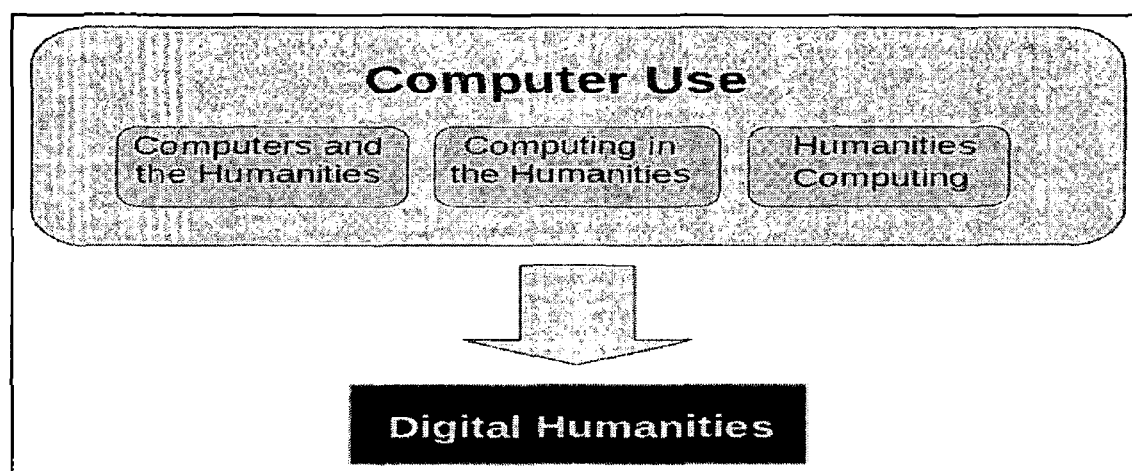 Computer Use
Computers and
the Humanities
Computing in
the Humanities
Humanities
Computing
Digital Humanities